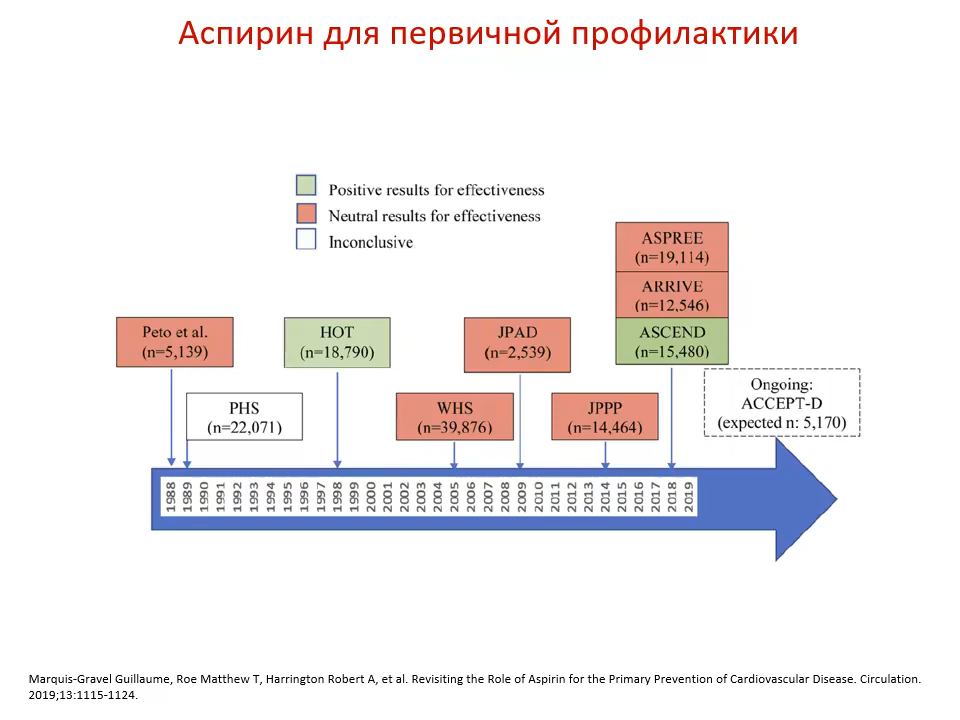 Аспирин для первичной профилактики
Positive results for effectiveness
Neutral results for effectiveness
Inconclusive
ASPREE
(n=19,114)
ARRIVE
(n=12,546)
ASCEND
(n=15,480)
Peto et al.
(n=5,139)
HOT
(n=18,790)
JPAD
(n=2,539)
PHS
(n=22,071)
WHS
(n=39,876)
JPPP
(n=14,464)
Ongoing:
ACCEPT-D
(expected n: 5,170)
1988
1989
1990
1991
1992
1993
1994
1995
1996
1997
1998
1999
2000
2001
2002
2003
2004
2005
2006
2007
2008
2009
2010
2011
2012
2013
2014
2015
2016
2017
2018
2019
Marquis-Gravel Guillaume, Roe Matthew T, Harrington Robert A, et al. Revisiting the Role of Aspirin for the Primary Prevention of Cardiovascular Disease. Circulation.
2019;13:1115-1124.